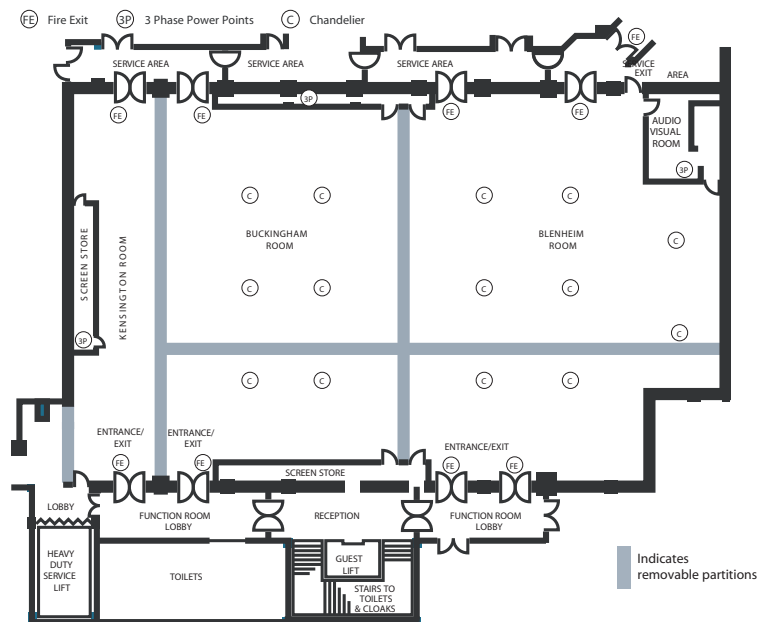 FE Fire Exit 3P 3 Phase Power Points C Chandelier
FE
SERVICE AREA
SERVICE AREA
SERVICE AREA
SERVICE
EXIT
AREA
FE
FE
3P
FE
FE
AUDIO
VISUAL
ROOM
3P
C
C
C
C
SCREEN STORE
KENSINGTON ROOM
BUCKINGHAM
ROOM
BLENHEIM
ROOM
C
C
C
C
C
C
3P
C
C
C
C
ENTRANCE/
EXIT
ENTRANCE/
EXIT
ENTRANCE/EXIT
FE
FE
FE
FE
SCREEN STORE
LOBBY
FUNCTION ROOM
LOBBY
RECEPTION
FUNCTION ROOM
LOBBY
HEAVY
DUTY
SERVICE
LIFT
TOILETS
GUEST
LIFT
STAIRS TO
TOILETS
& CLOAKS
Indicates
removable partitions